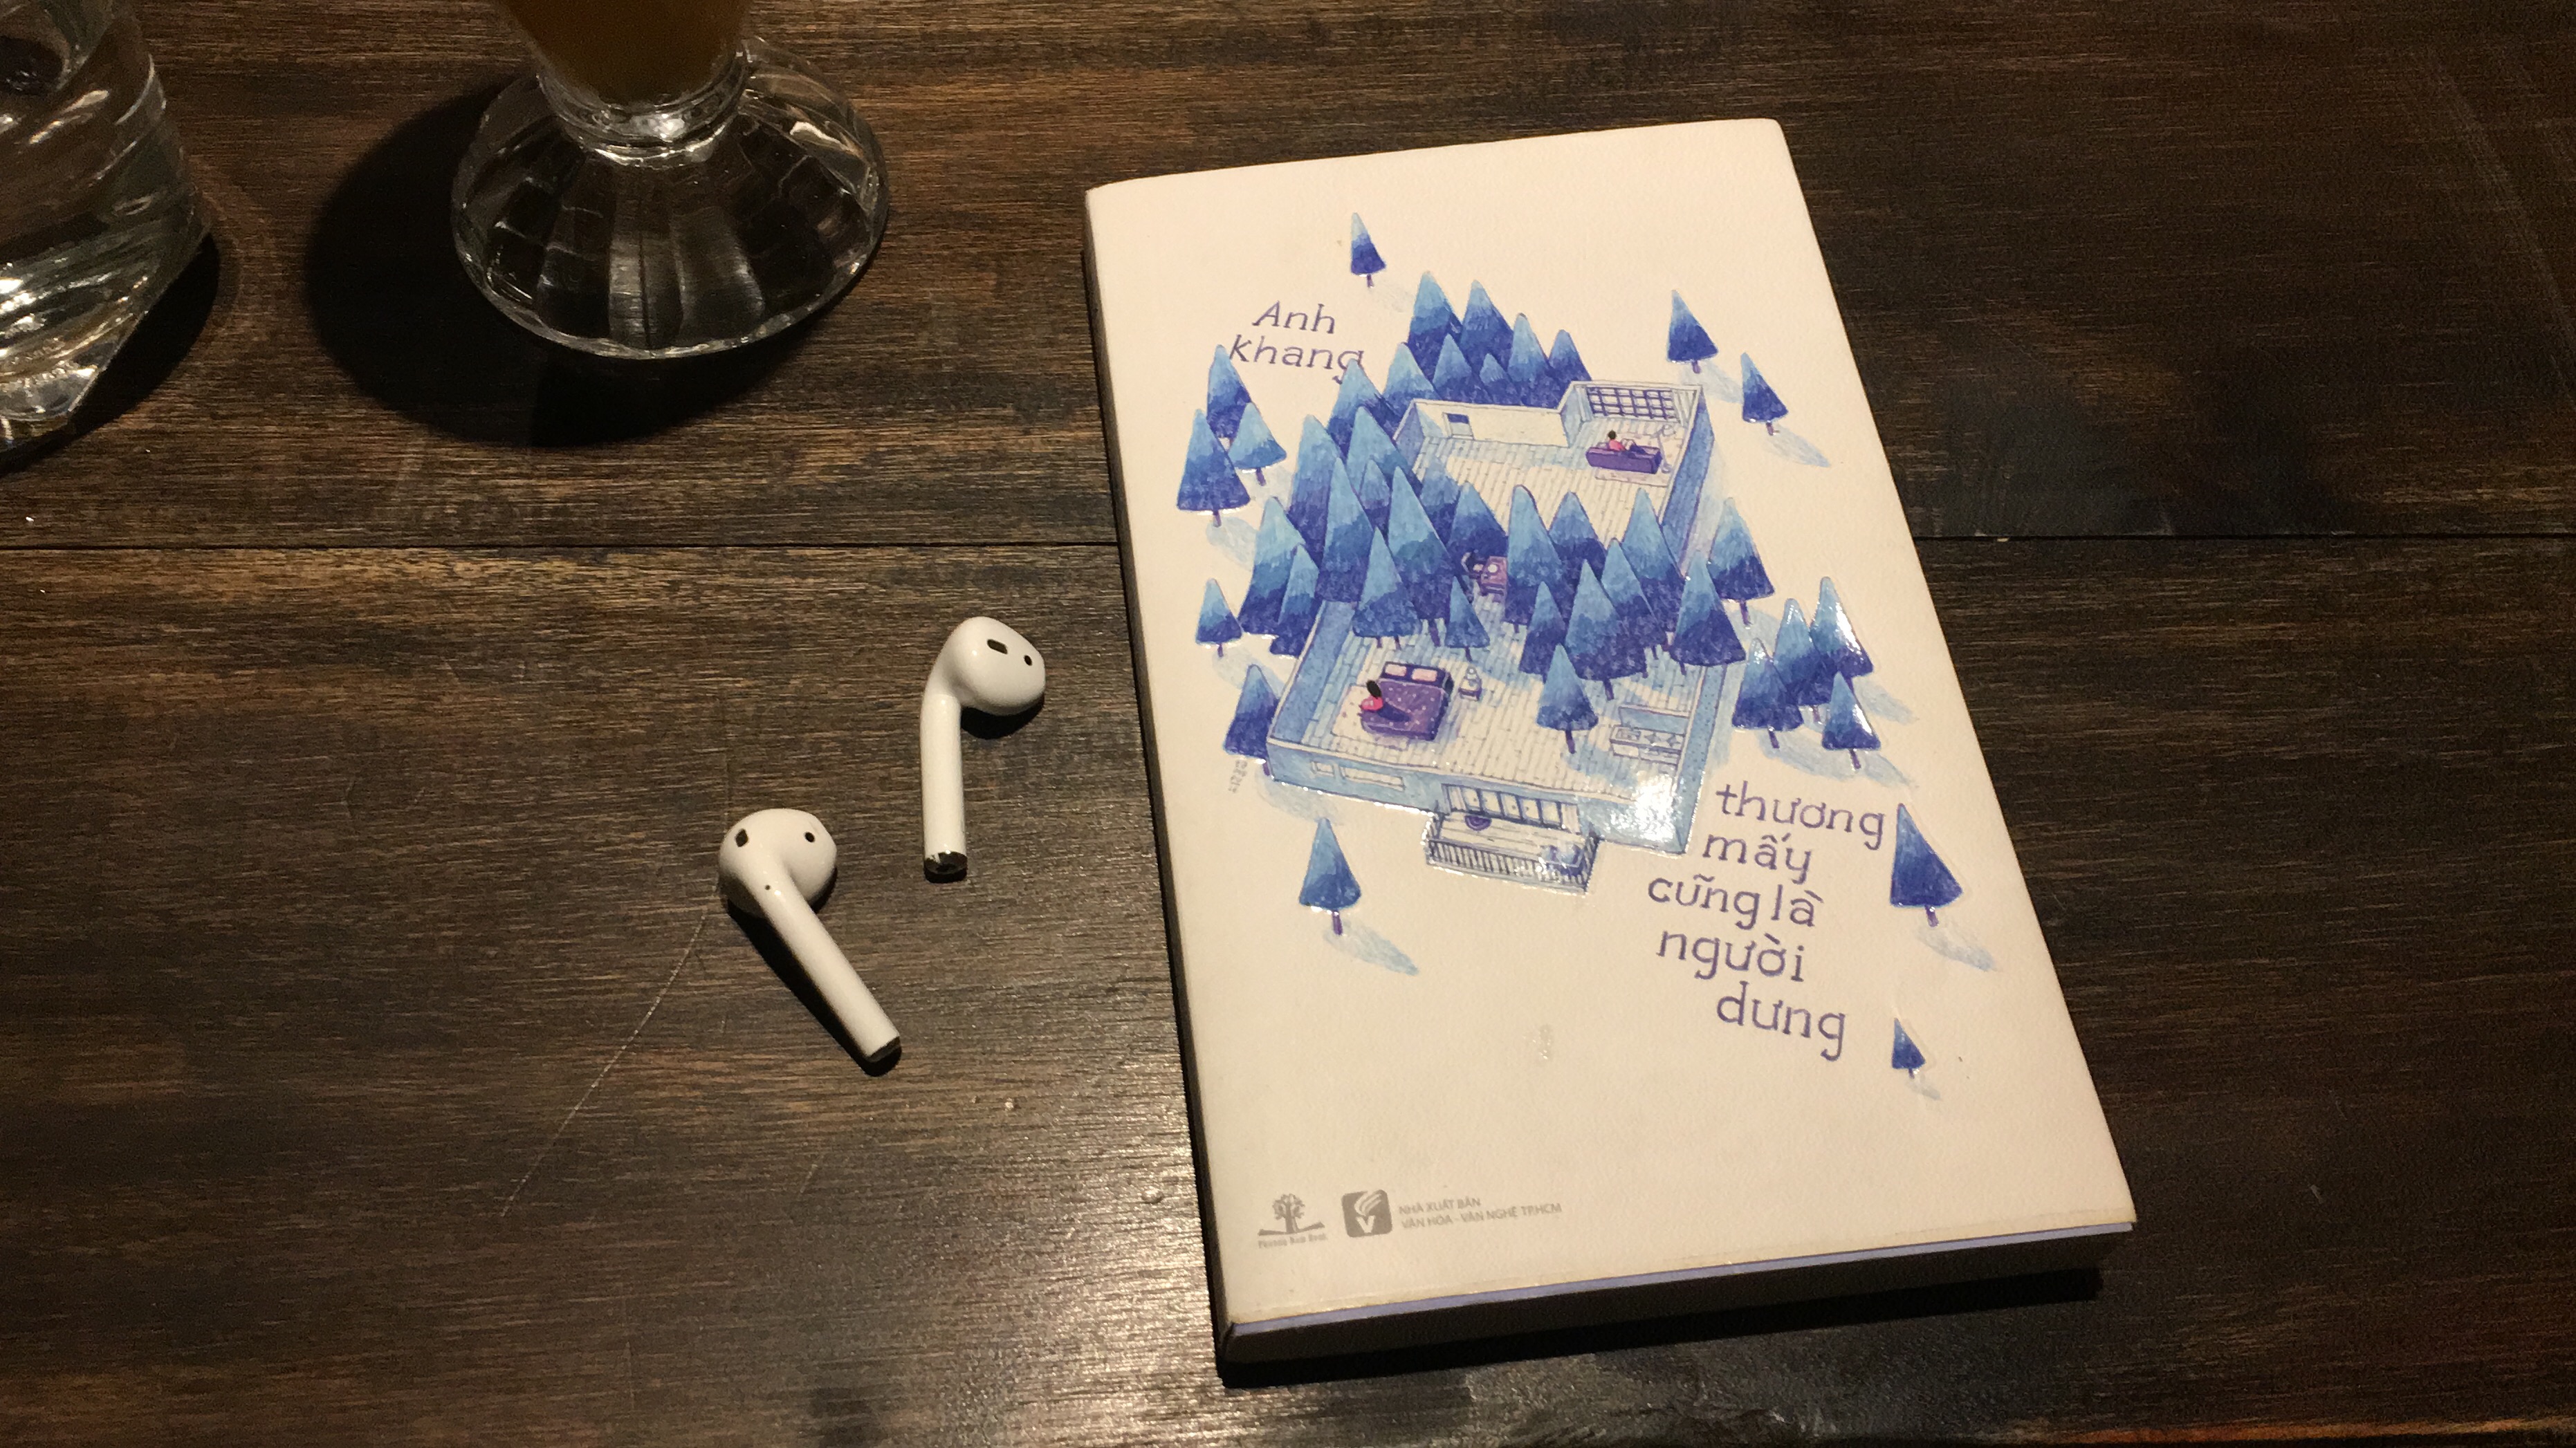 Anh
Khang
thương
mấy
cũng là
người
dưng
NHÀ XUẤT BẢN
VĂN HÓA - VĂN NGHỆ TP.HCM